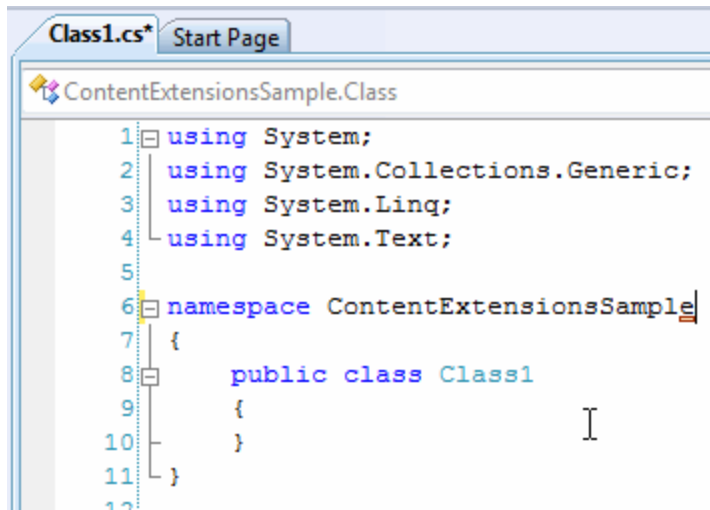 Class1.cs* Start Page
ContentExtensionsSample.Class
1 using System;
2 using System.Collections.Generic;
3 using System.Linq;
4 using System.Text;
5
6 namespace ContentExtensionsSample
7 {
8 public class Class1
9 {
10 }
11 }
12